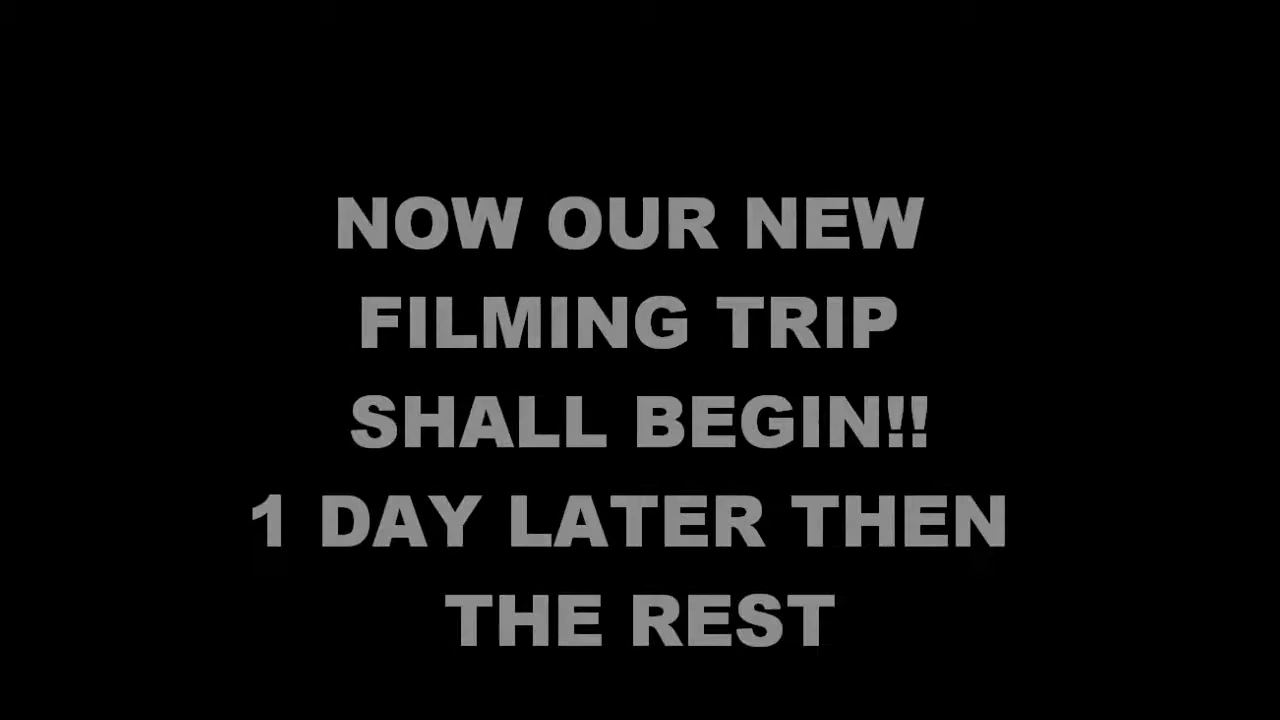 NOW OUR NEW
FILMING TRIP
SHALL BEGIN!!
1 DAY LATER THEN
THE REST